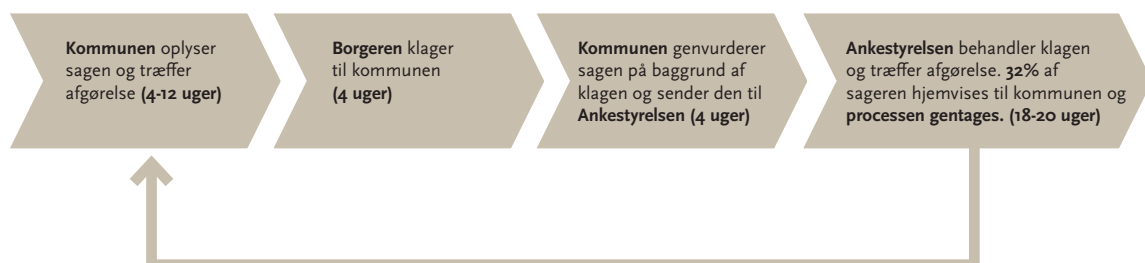 Kommunen oplyser
sagen og træffer
afgørelse (4-12 uger)
Borgeren klager
til kommunen
(4 uger)
Kommunen genvurderer
sagen på baggrund af
klagen og sender den til
Ankestyrelsen (4 uger)
Ankestyrelsen behandler klagen
og træffer afgørelse. 32% af
sageren hjemvises til kommunen og
processen gentages. (18-20 uger)